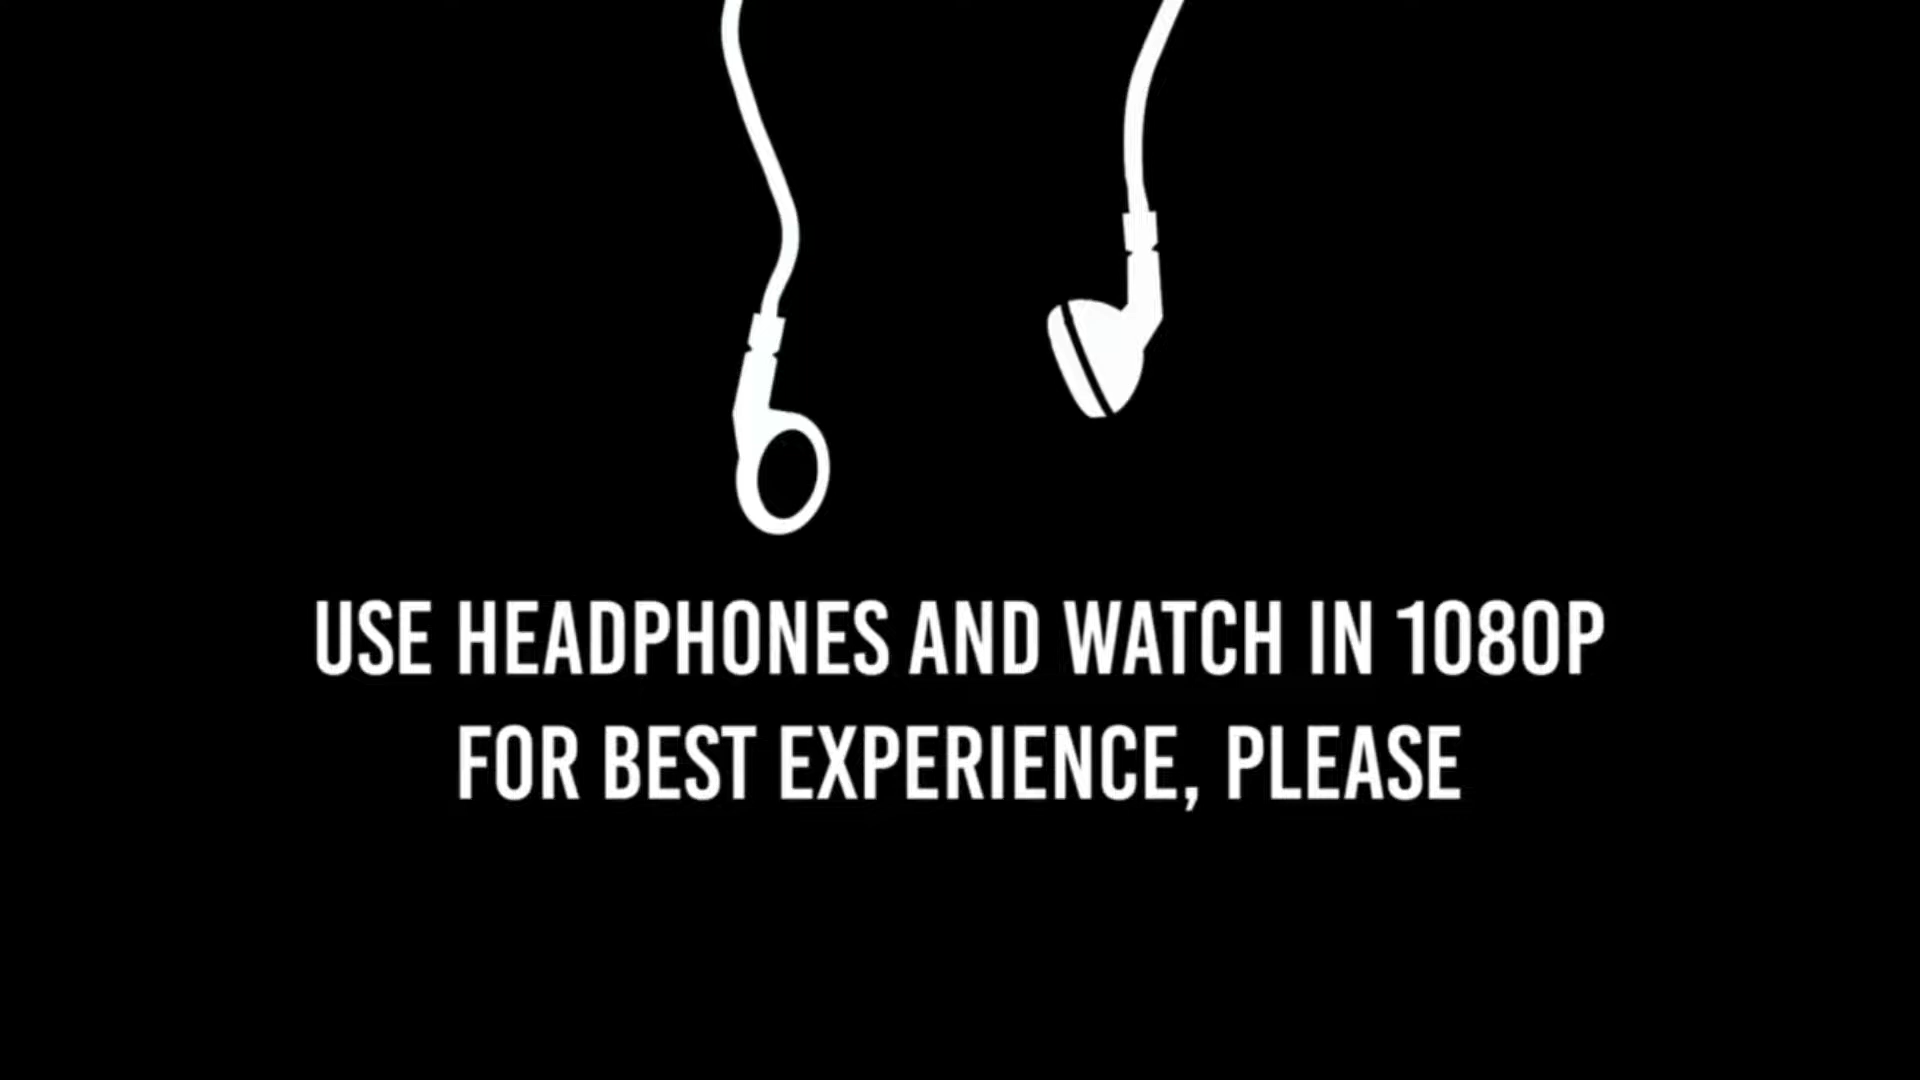 USE HEADPHONES AND WATCH IN 1080P
FOR BEST EXPERIENCE, PLEASE